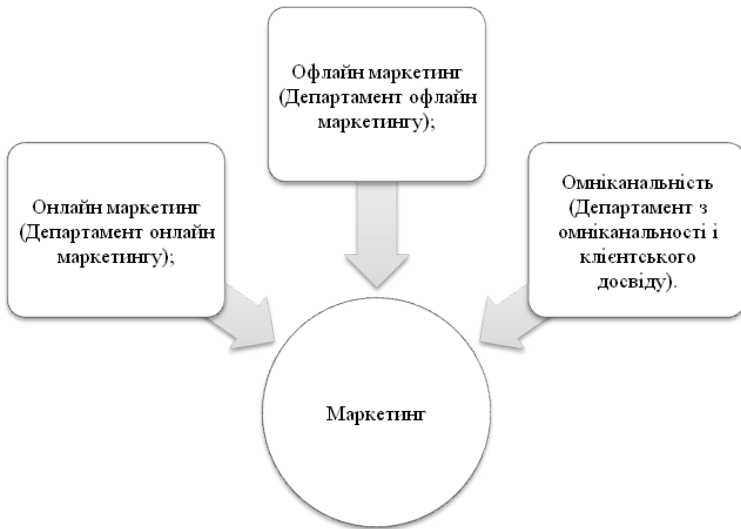 Офлайн маркетинг
(Департамент офлайн
маркетингу);
Онлайн маркетинг
(Департамент онлайн
маркетингу);
Омніканальність
(Департамент з
омніканальності і
клієнтського
досвіду).
Маркетинг